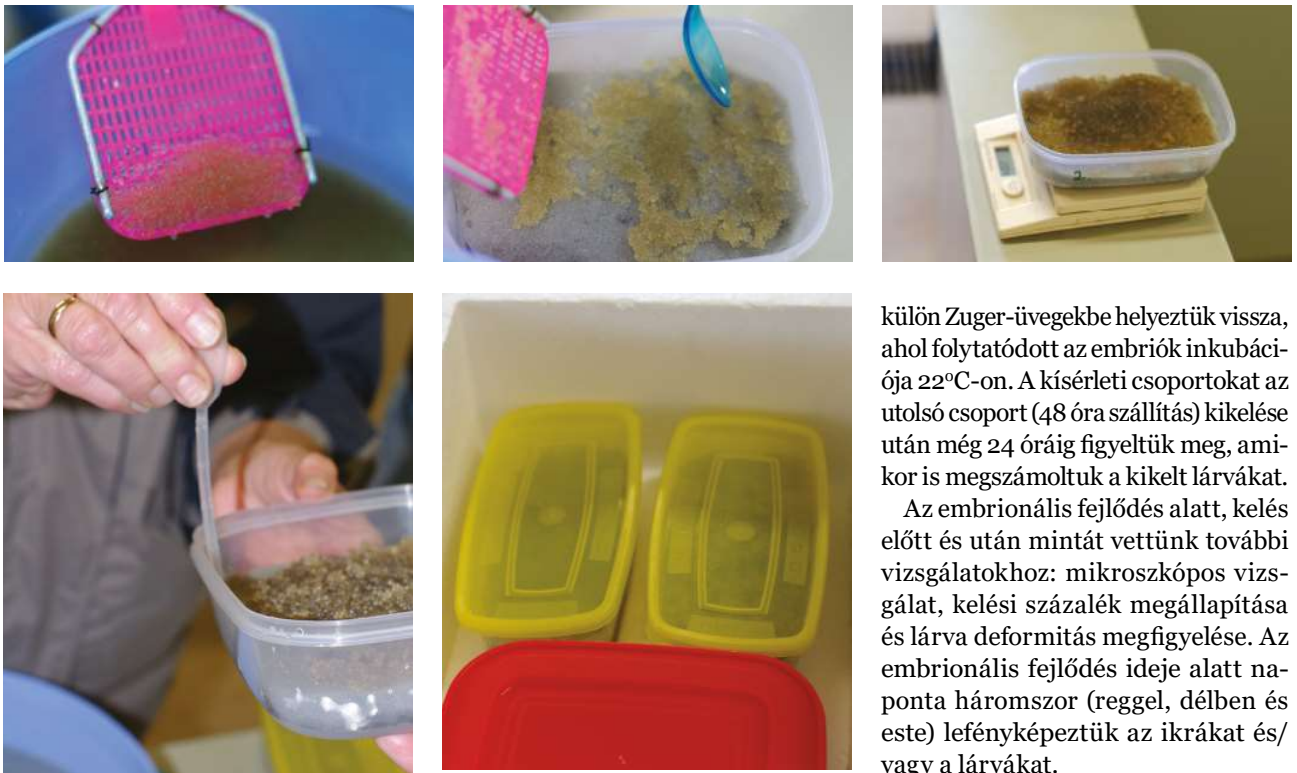 külön Zuger-üvegekbe helyeztük vissza,
ahol folytatódott az embriók inkubáci-
ója 22°C-on. A kísérleti csoportokat az
utolsó csoport (48 óra szállítás) kikelése
után még 24 óráig figyeltük meg, ami-
kor is megszámoltuk a kikelt lárvákat.
Az embrionális fejlődés alatt, kelés
előtt és után mintát vettünk további
vizsgálatokhoz: mikroszkópos vizs-
gálat, kelési százalék megállapítása
és lárva deformitás megfigyelése. Az
embrionális fejlődés ideje alatt na-
ponta háromszor (reggel, délben és
este) lefényképeztük az ikrákat és/
vagy a lárvákat.